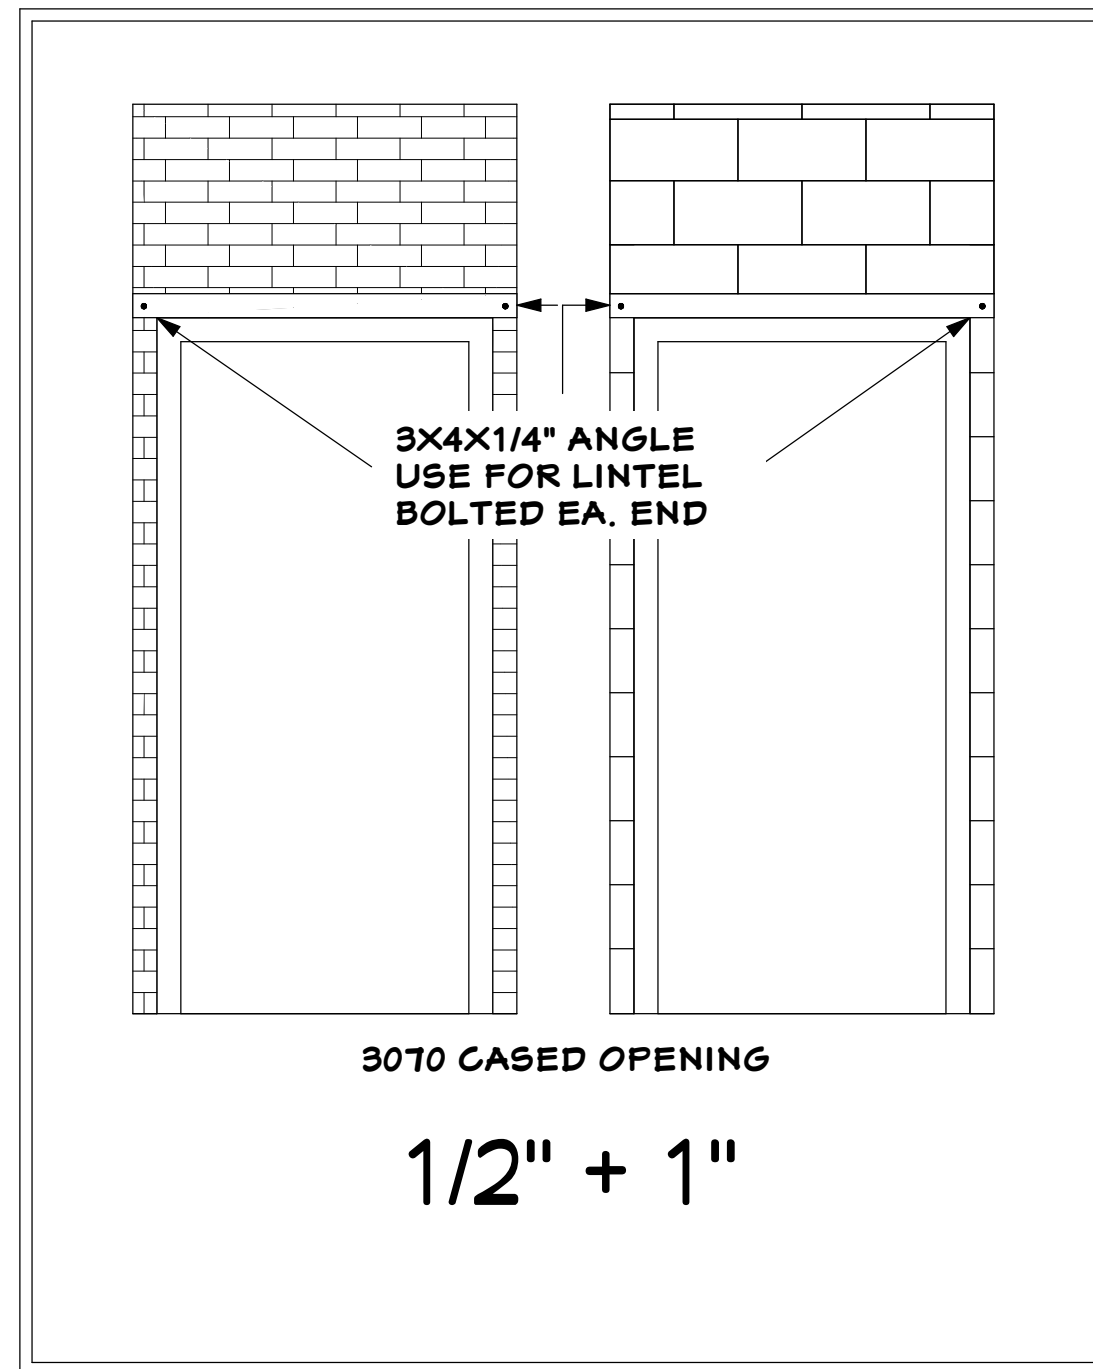 3X4X1/4" ANGLE
USE FOR LINTEL
BOLTED EA. END
3070 CASED OPENING
1/2" + 1"